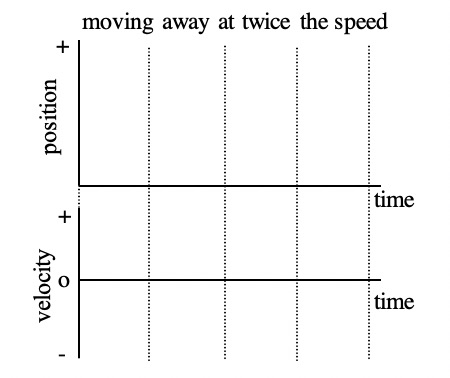 moving away at twice the speed
+
position
time
+
velocity
o
time
-